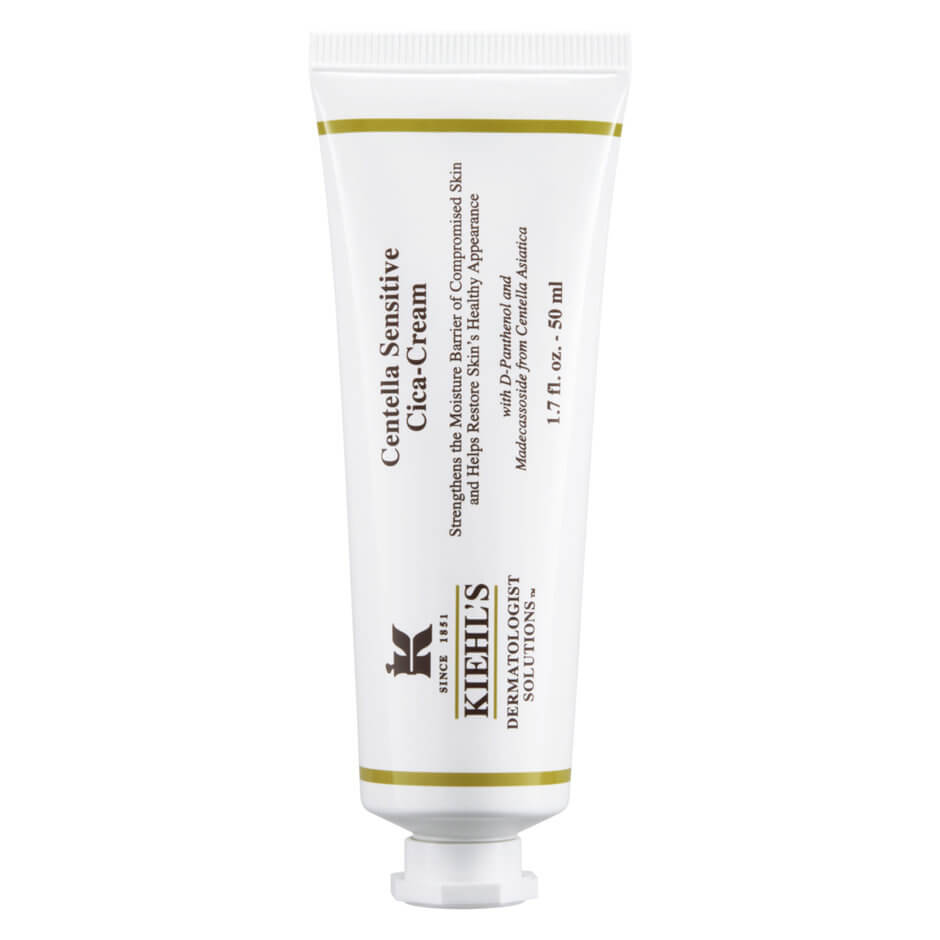 Centella Sensitive
Cica-Cream
Strengthens the Moisture Barrier of Compromised Skin
and Helps Restore Skin's Healthy Appearance
with D-Panthenol and
Madecassoside from Centella Asiatica
1.7 fl. oz. - 50 ml
K
SINCE 1851
KIEHL'S
DERMATOLOGIST
SOLUTIONS™